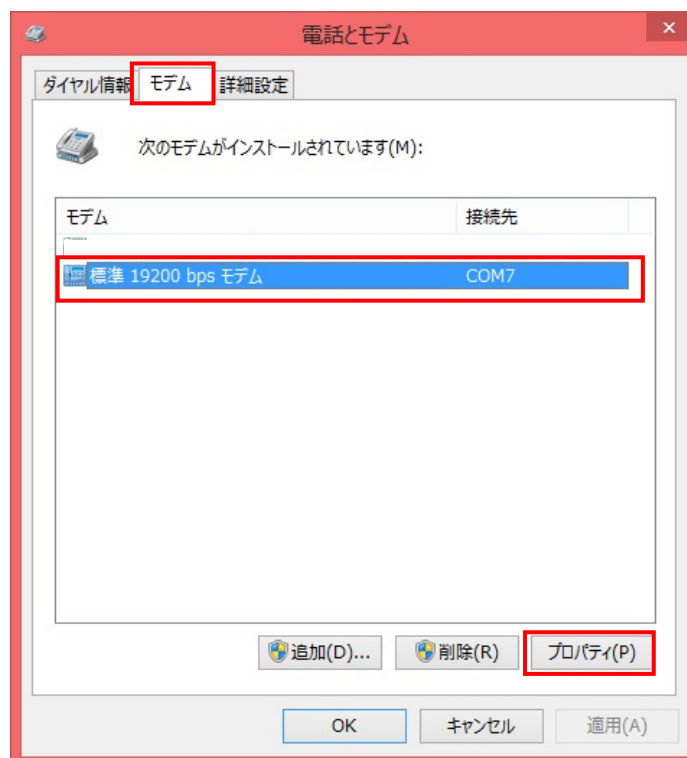 電話とモデム
ダイヤル情報 モデム 詳細設定
次のモデムがインストールされています(M):
モデム 接続先
標準 19200 bps モデム COM7
追加(D)... 削除(R) プロパティ(P)
OK キャンセル 適用(A)